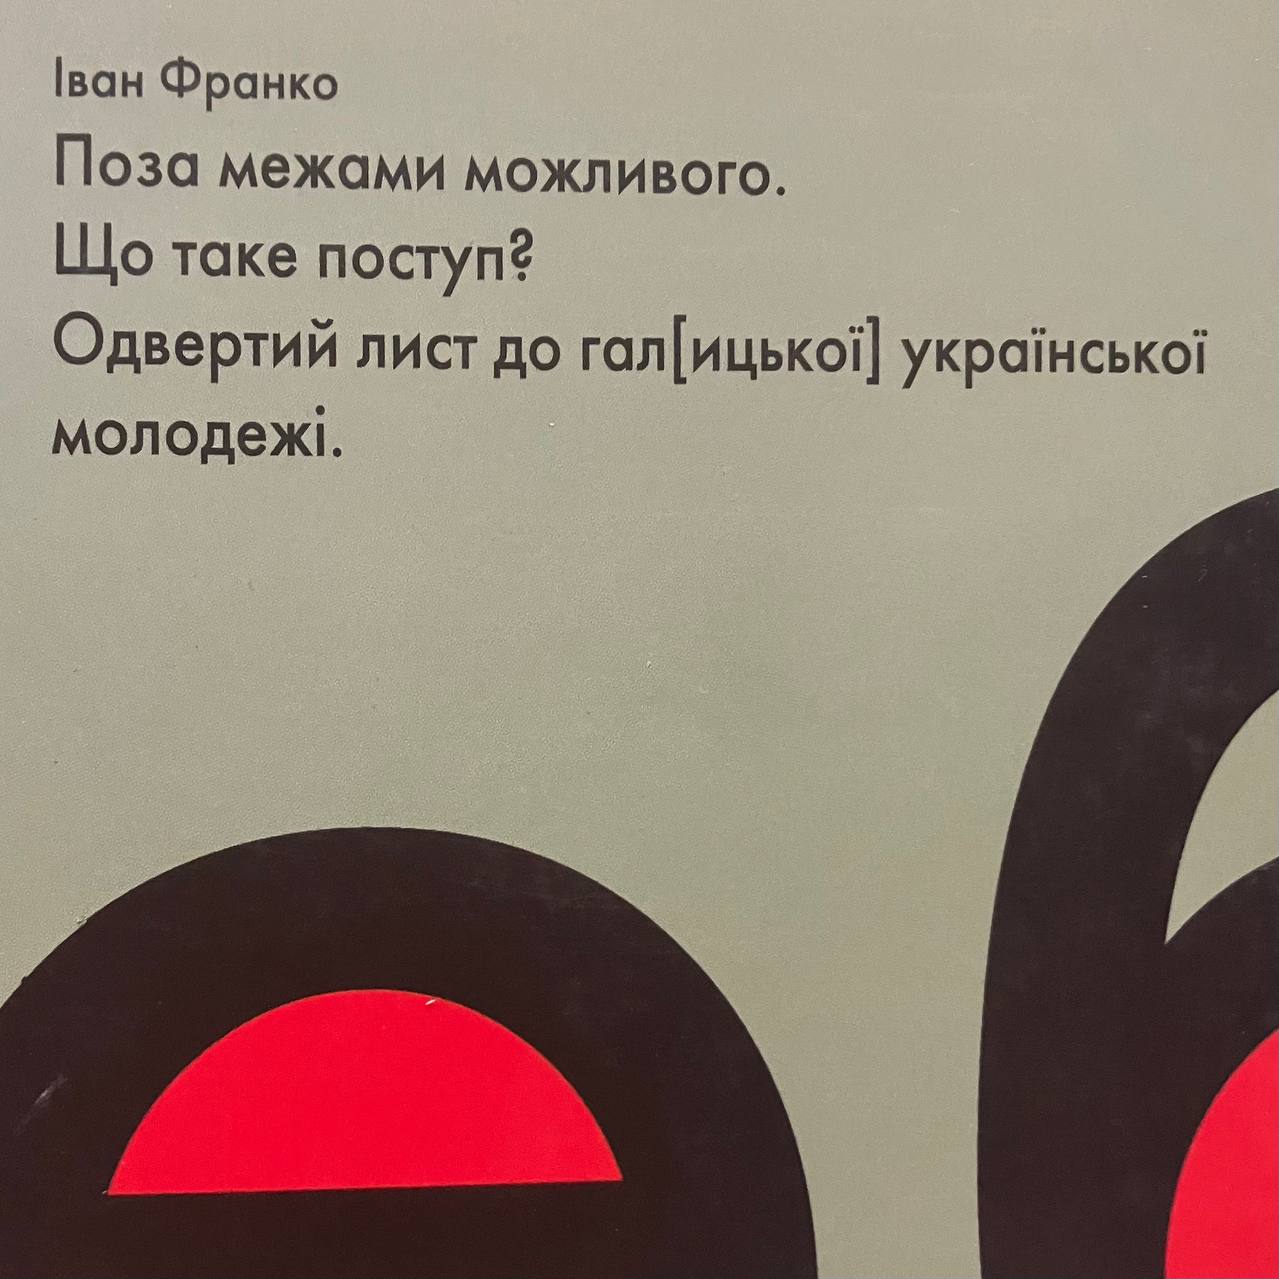 Іван Франко
Поза межами можливого.
Що таке поступ?
Одвертий лист до гал[ицької] української
молодежі.